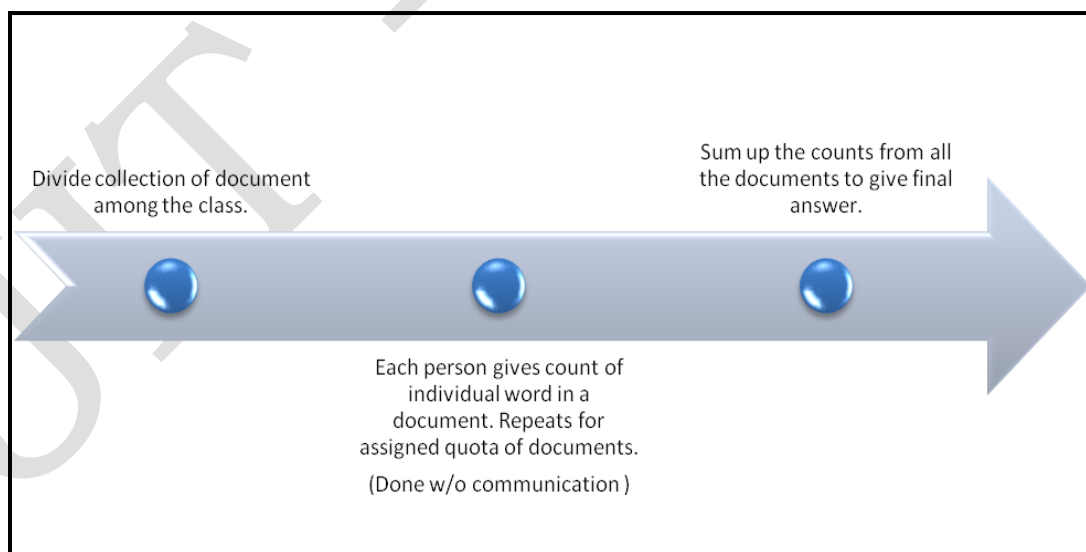 Divide collection of document
among the class.
Each person gives count of
individual word in a
document. Repeats for
assigned quota of documents.
(Done w/o communication )
Sum up the counts from all
the documents to give final
answer.